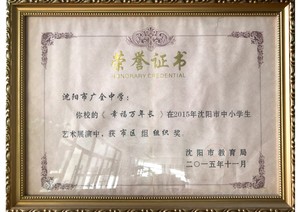 荣誉证书
HONORARY CREDENTIAL
沈阳市广全中学：
你校的《幸福万年长》在2015年沈阳市中小学生
艺术展演中，获市区组组织奖
沈阳市教育局
二〇一五年十一月